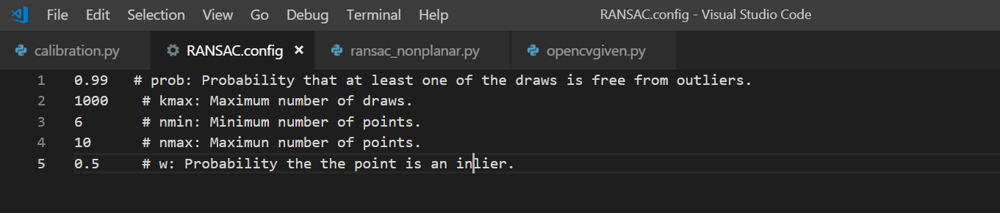 File Edit Selection View Go Debug Terminal Help RANSAC.config - Visual Studio Code
calibration.py RANSAC.config × ransac_nonplanar.py opencvgiven.py
1 0.99 # prob: Probability that at least one of the draws is free from outliers.
2 1000 # kmax: Maximum number of draws.
3 6 # nmin: Minimum number of points.
4 10 # nmax: Maximun number of points.
5 0.5 # w: Probability the the point is an inlier.